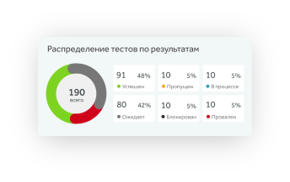 Распределение тестов по результатам
190
всего
91 48%
Успешен
10 5%
Пропущен
10 5%
В процессе
80 42%
Ожидает
10 5%
Блокирован
10 5%
Провален